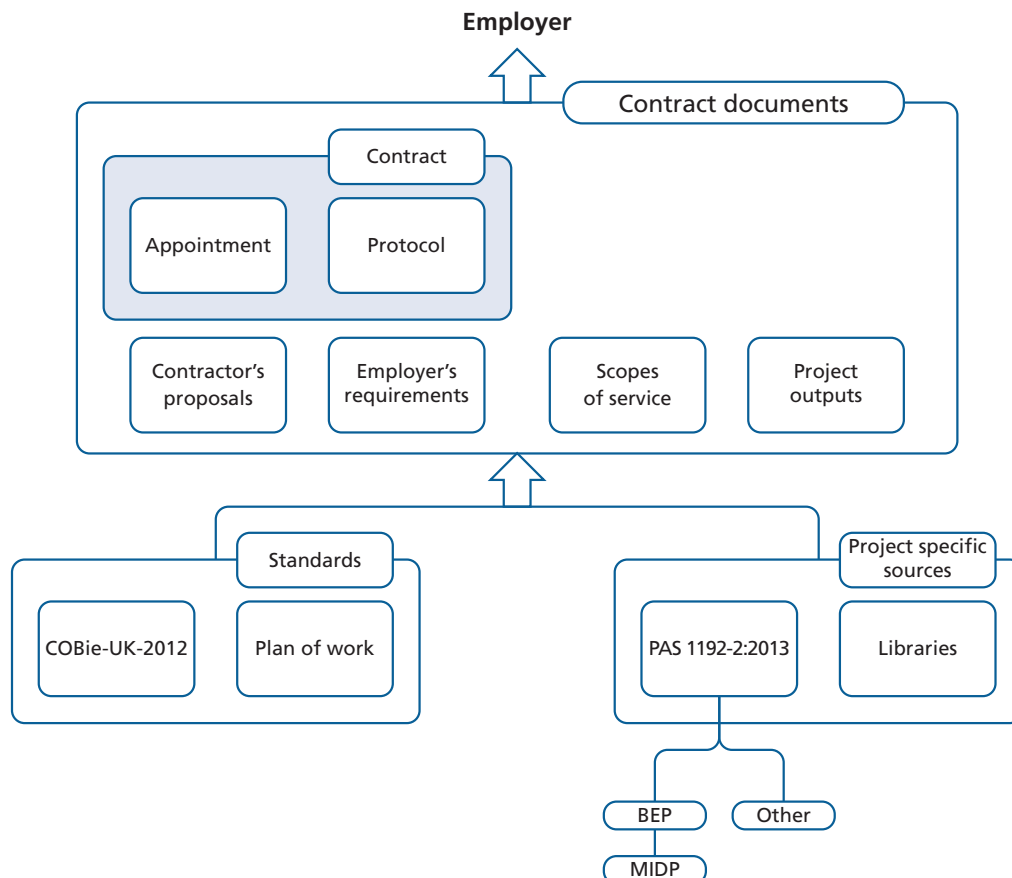 Employer
Contract documents
Contract
Appointment
Protocol
Contractor's
proposals
Employer's
requirements
Scopes
of service
Project
outputs
Standards
Project specific
sources
COBie-UK-2012
Plan of work
PAS 1192-2:2013
Libraries
BEP
Other
MIDP